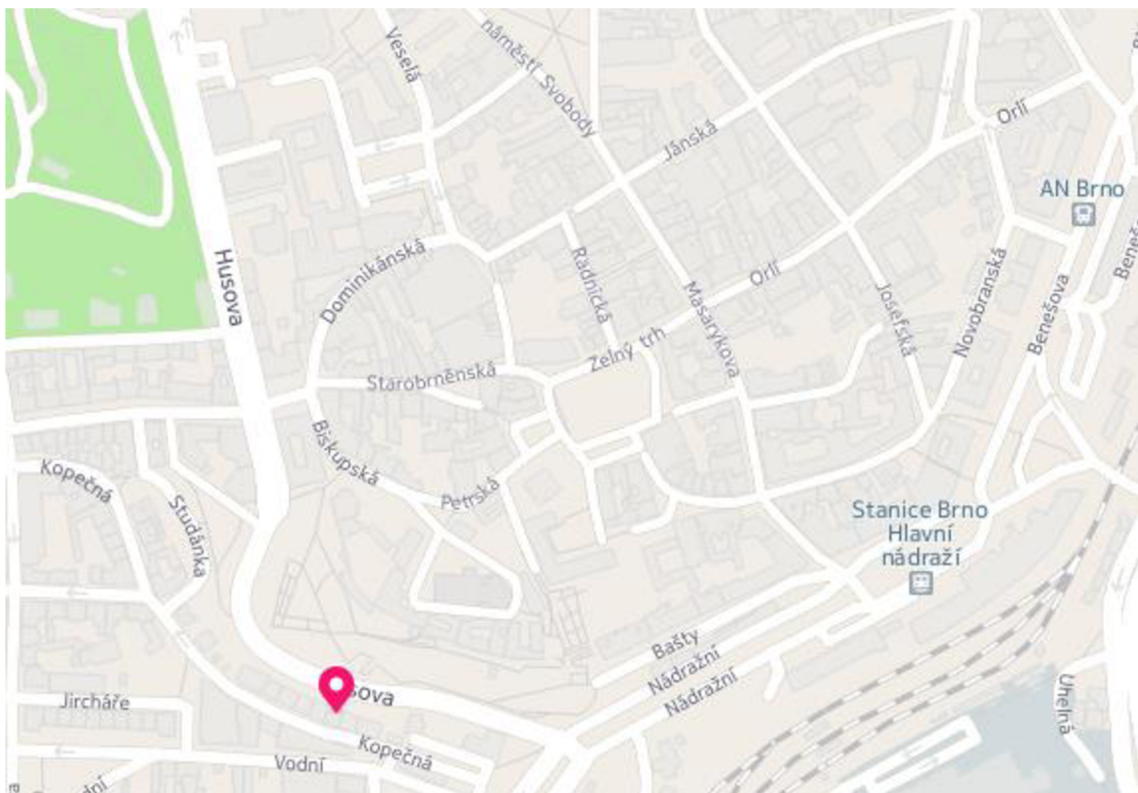 Veselá
náměstí Svobody
Jánská
Orlí
AN Brno
Husova
Dominikánská
Radnická
Orlí
Masarykova
Josefská
Novobranská
Benešova
Zelný trh
Starobrněnská
Biskupská
Petrská
Kopečná
Studánka
Stanice Brno
Hlavní
nádraží
Bašty
Nádražní
Nádražní
Jircháře
Kopečná
Vodní
Uhelná